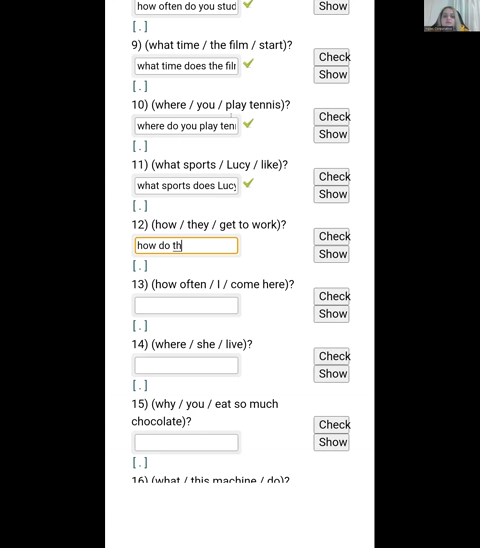 how often do you stud
Show
[ . ]
9) (what time / the film / start)?
Check
what time does the film
Show
[ . ]
10) (where / you / play tennis)?
Check
where do you play tenn
Show
[ . ]
11) (what sports / Lucy / like)?
Check
what sports does Lucy
Show
[ . ]
12) (how / they / get to work)?
Check
how do th
Show
[ . ]
13) (how often / I / come here)?
Check
Show
[ . ]
14) (where / she / live)?
Check
Show
[ . ]
15) (why / you / eat so much
chocolate)?
Check
Show
[ . ]
16) (what / this machine / do)?